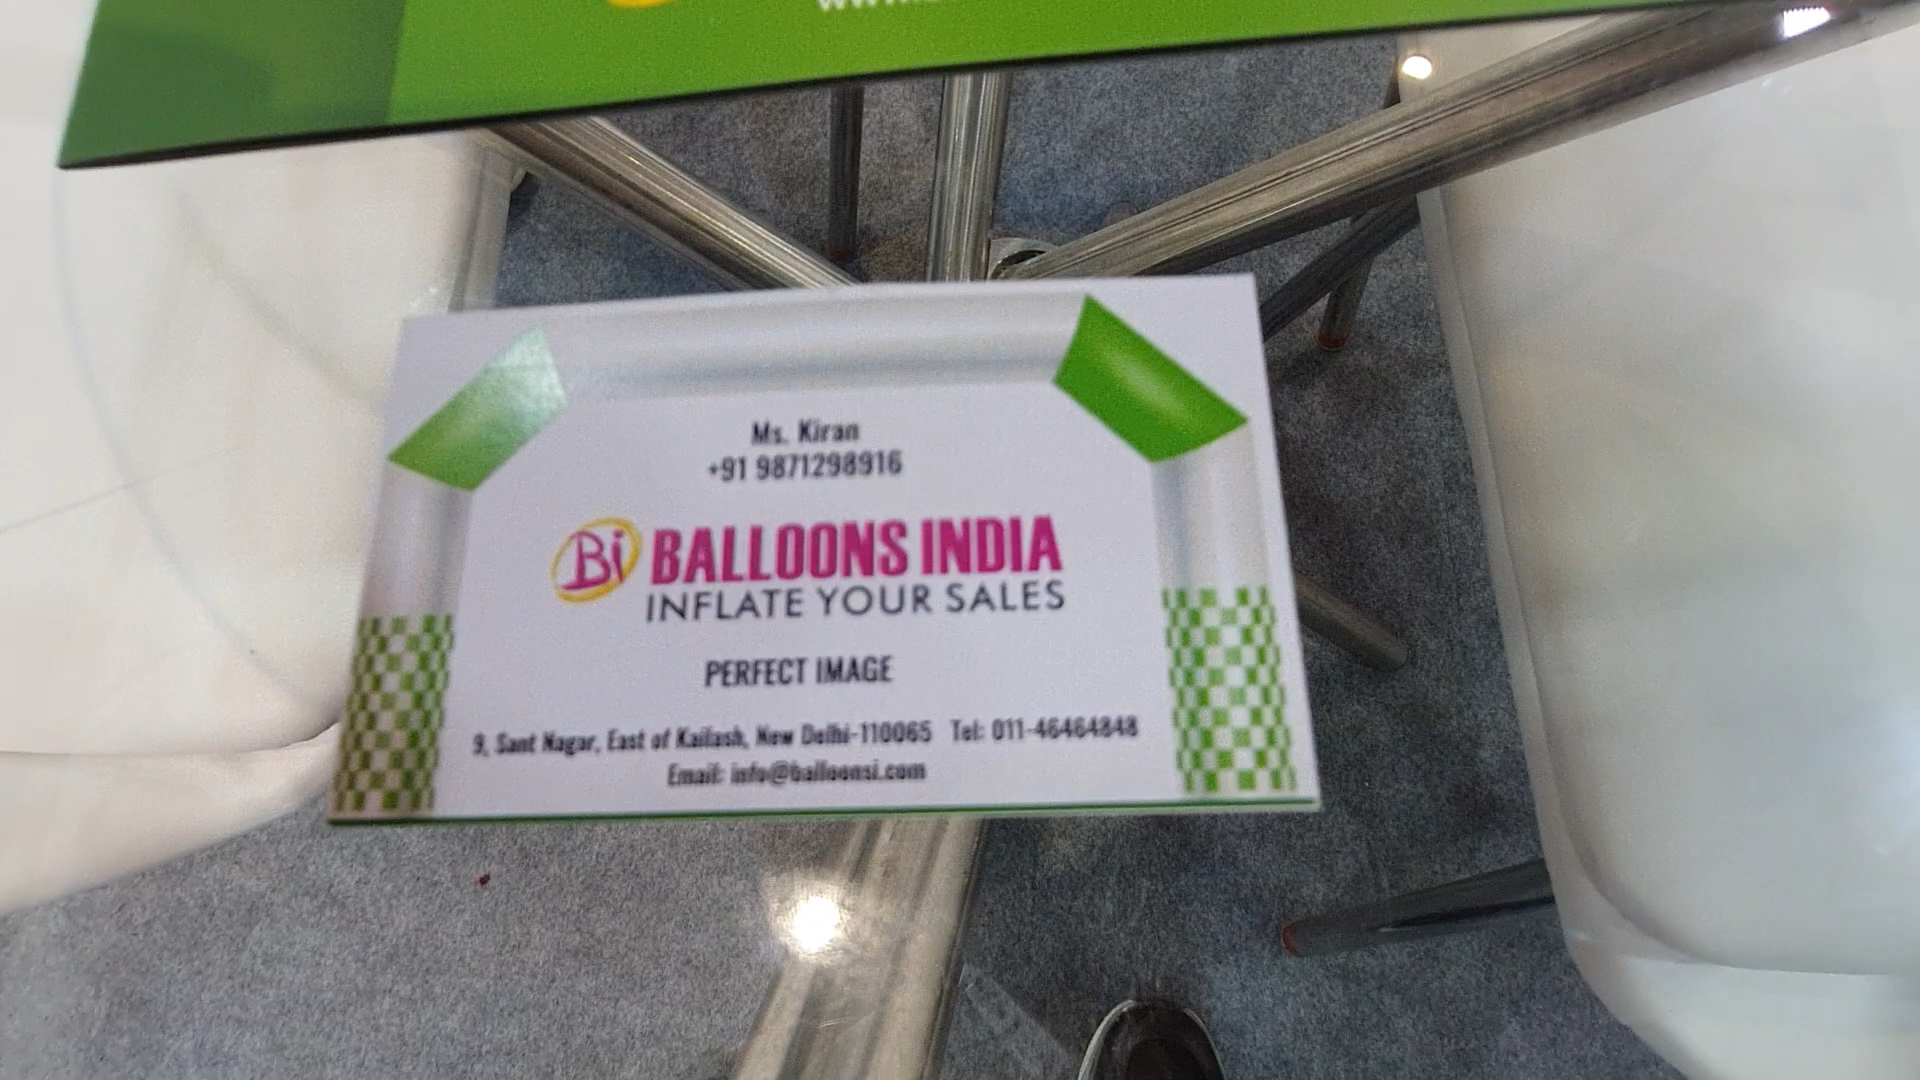 Ms. Kiran
+91 9871298916
Bi BALLOONS INDIA
INFLATE YOUR SALES
PERFECT IMAGE
9, Sant Nagar, East of Kailash, New Delhi-110065 Tel: 011-46464848
Email: info@balloonsi.com